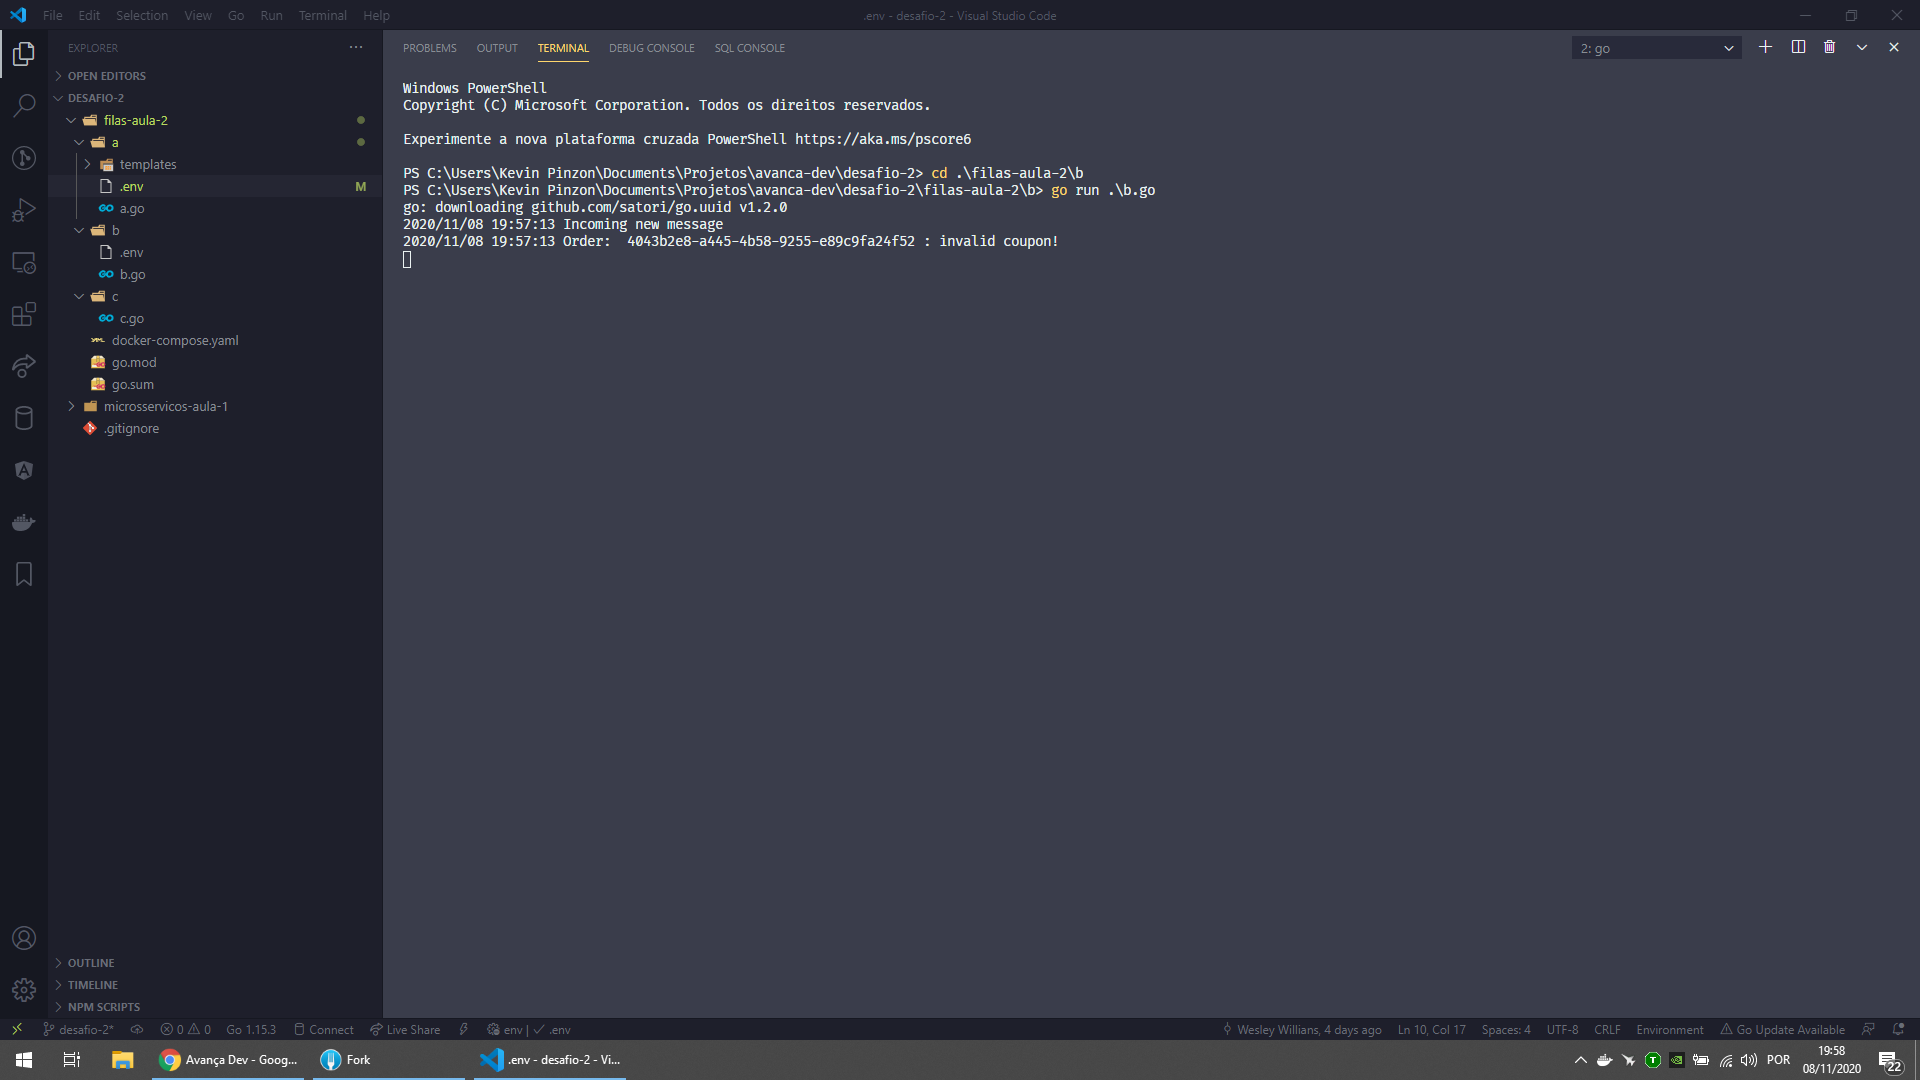 File Edit Selection View Go Run Terminal Help
.env - desafio-2 - Visual Studio Code
EXPLORER
OPEN EDITORS
DESAFIO-2
filas-aula-2
a
templates
.env M
GO a.go
b
.env
GO b.go
c
GO c.go
YAML docker-compose.yaml
go.mod
go.sum
microsservicos-aula-1
.gitignore
OUTLINE
TIMELINE
NPM SCRIPTS
PROBLEMS OUTPUT TERMINAL DEBUG CONSOLE SQL CONSOLE
2: go
Windows PowerShell
Copyright (C) Microsoft Corporation. Todos os direitos reservados.
Experimente a nova plataforma cruzada PowerShell https://aka.ms/pscore6
PS C:\Users\Kevin Pinzon\Documents\Projetos\avanca-dev\desafio-2> cd .\filas-aula-2\b
PS C:\Users\Kevin Pinzon\Documents\Projetos\avanca-dev\desafio-2\filas-aula-2\b> go run .\b.go
go: downloading github.com/satori/go.uuid v1.2.0
2020/11/08 19:57:13 Incoming new message
2020/11/08 19:57:13 Order:  4043b2e8-a445-4b58-9255-e89c9fa24f52 : invalid coupon!
desafio-2* 0 0 Go 1.15.3 Connect Live Share env | .env
Wesley Willians, 4 days ago Ln 10, Col 17 Spaces: 4 UTF-8 CRLF Environment Go Update Available
Avança Dev - Goog... Fork .env - desafio-2 - Vi...
T POR 19:58
08/11/2020
22